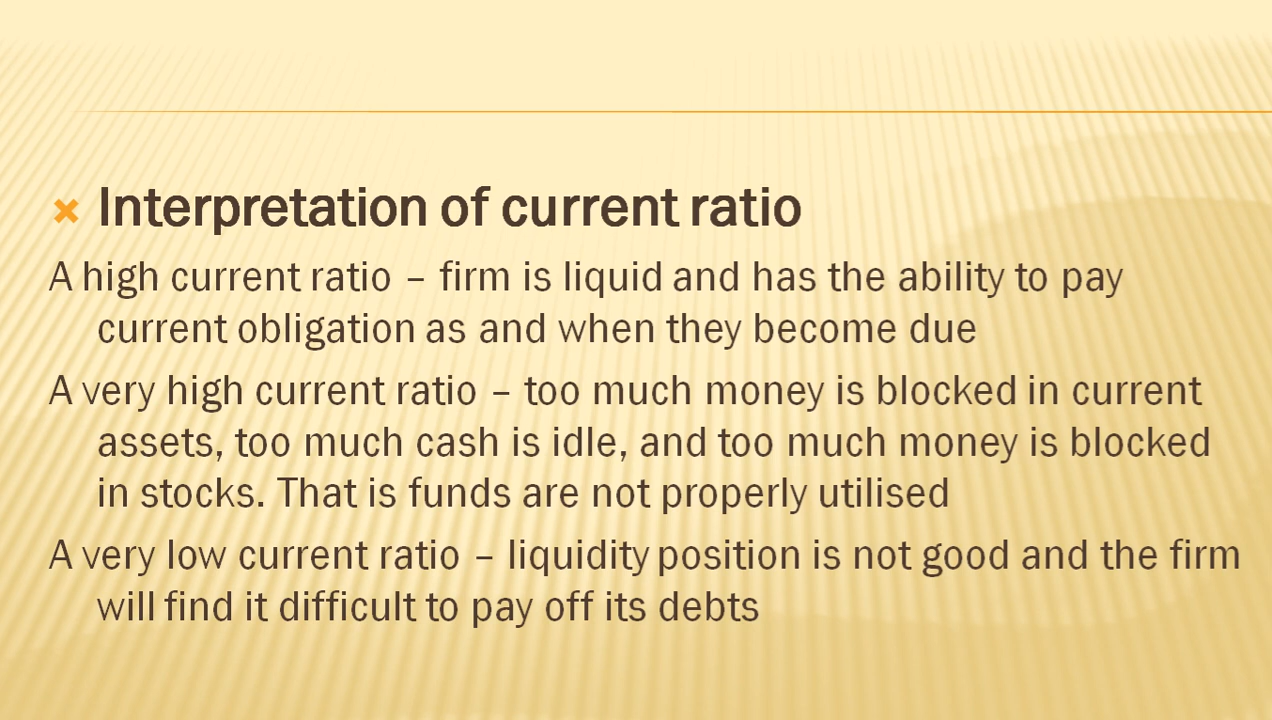 Interpretation of current ratio
A high current ratio – firm is liquid and has the ability to pay
current obligation as and when they become due
A very high current ratio – too much money is blocked in current
assets, too much cash is idle, and too much money is blocked
in stocks. That is funds are not properly utilised
A very low current ratio – liquidity position is not good and the firm
will find it difficult to pay off its debts